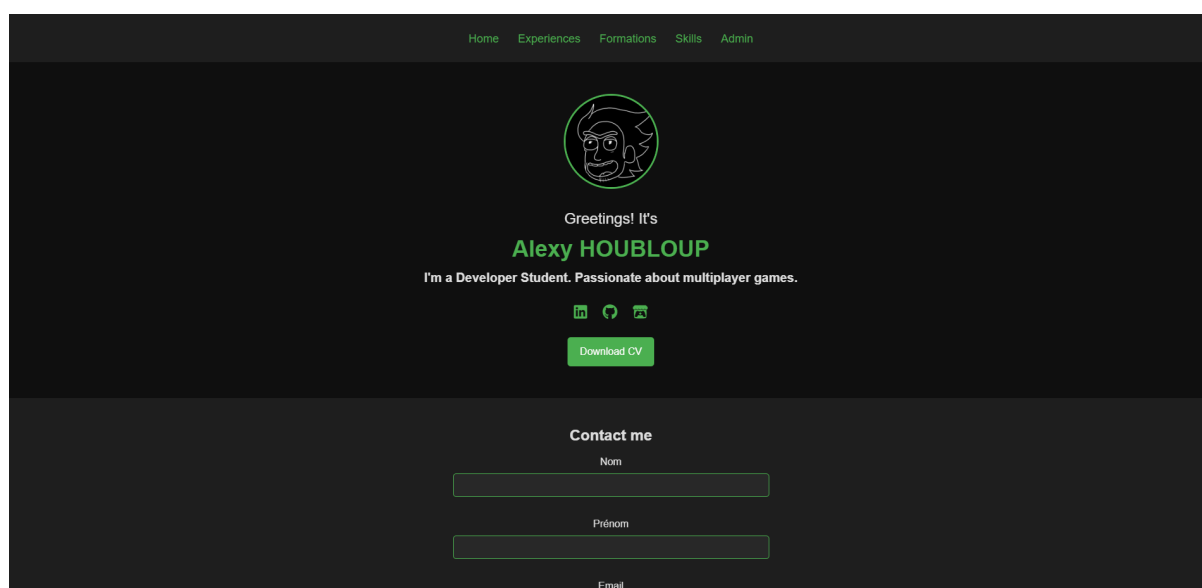 Home Experiences Formations Skills Admin
Greetings! It's
Alexy HOUBLOUP
I'm a Developer Student. Passionate about multiplayer games.
in
Download CV
Contact me
Nom
Prénom
Email